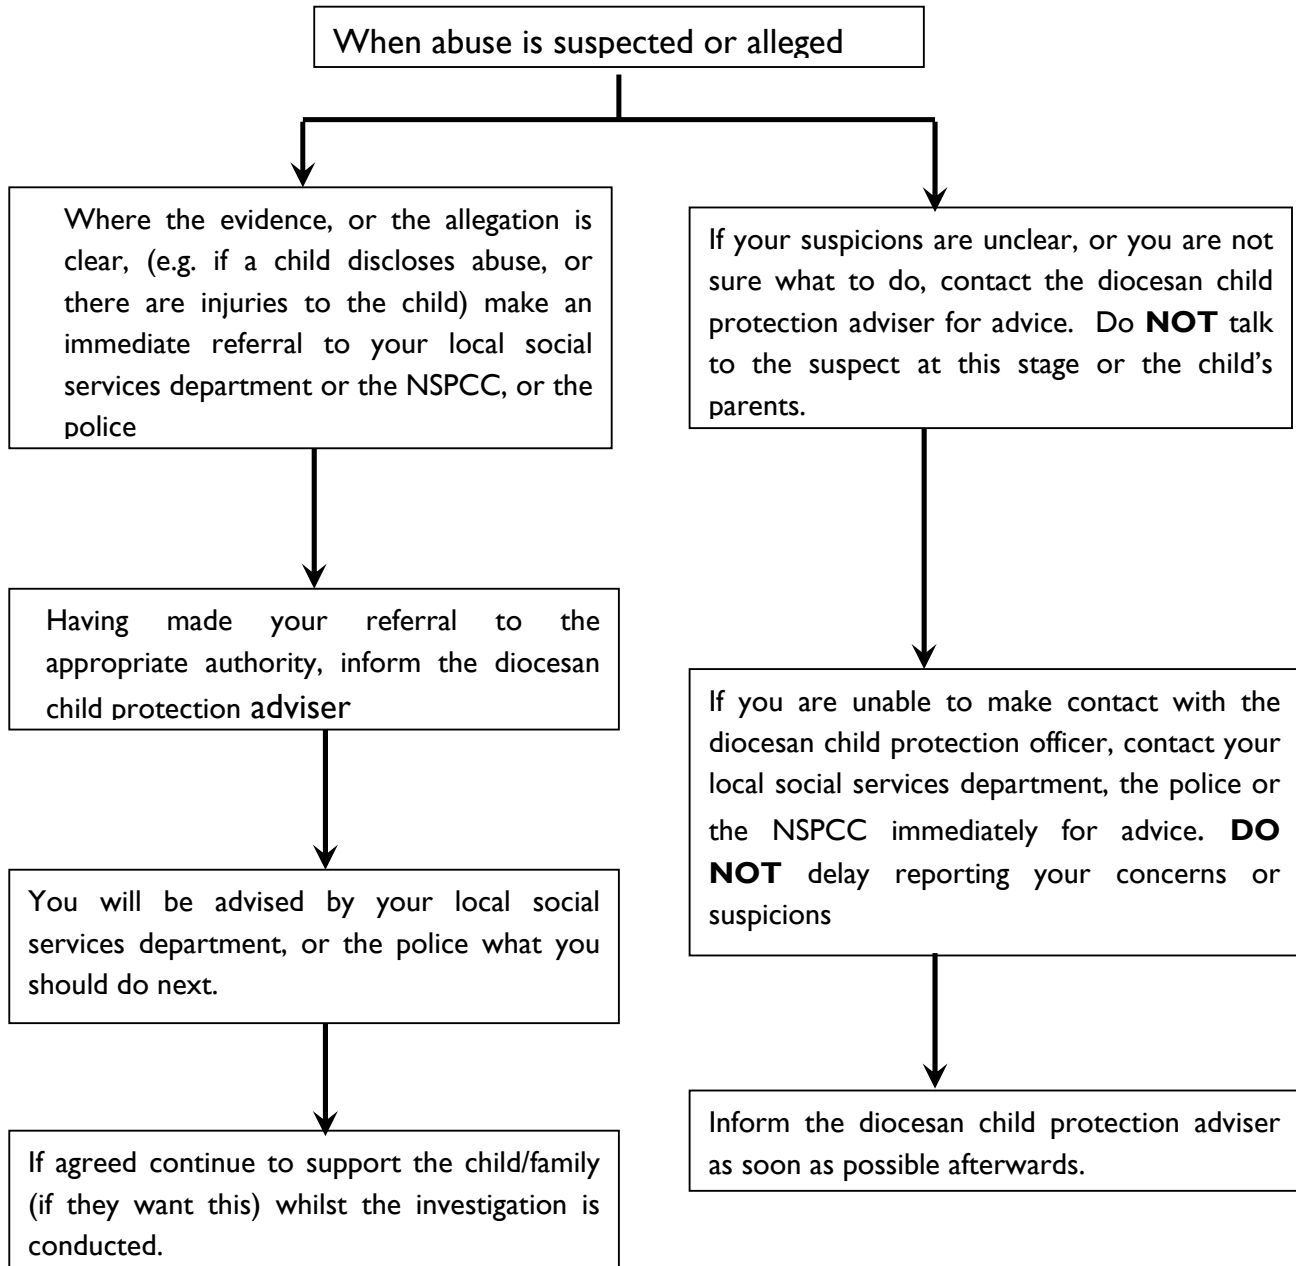 When abuse is suspected or alleged
Where the evidence, or the allegation is
clear, (e.g. if a child discloses abuse, or
there are injuries to the child) make an
immediate referral to your local social
services department or the NSPCC, or the
police
Having made your referral to the
appropriate authority, inform the diocesan
child protection adviser
You will be advised by your local social
services department, or the police what you
should do next.
If agreed continue to support the child/family
(if they want this) whilst the investigation is
conducted.
If your suspicions are unclear, or you are not
sure what to do, contact the diocesan child
protection adviser for advice. Do NOT talk
to the suspect at this stage or the child's
parents.
If you are unable to make contact with the
diocesan child protection officer, contact your
local social services department, the police or
the NSPCC immediately for advice. DO
NOT delay reporting your concerns or
suspicions
Inform the diocesan child protection adviser
as soon as possible afterwards.